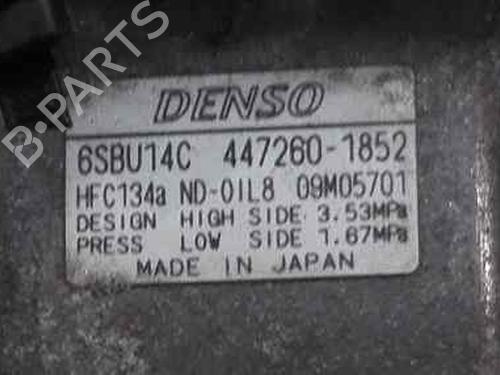 B-PARTS
DENSO
6SBU14C 447260-1852
HFC134a ND-OIL8 09M05701
DESIGN HIGH SIDE 3.53MPa
PRESS LOW SIDE 1.67MPa
MADE IN JAPAN